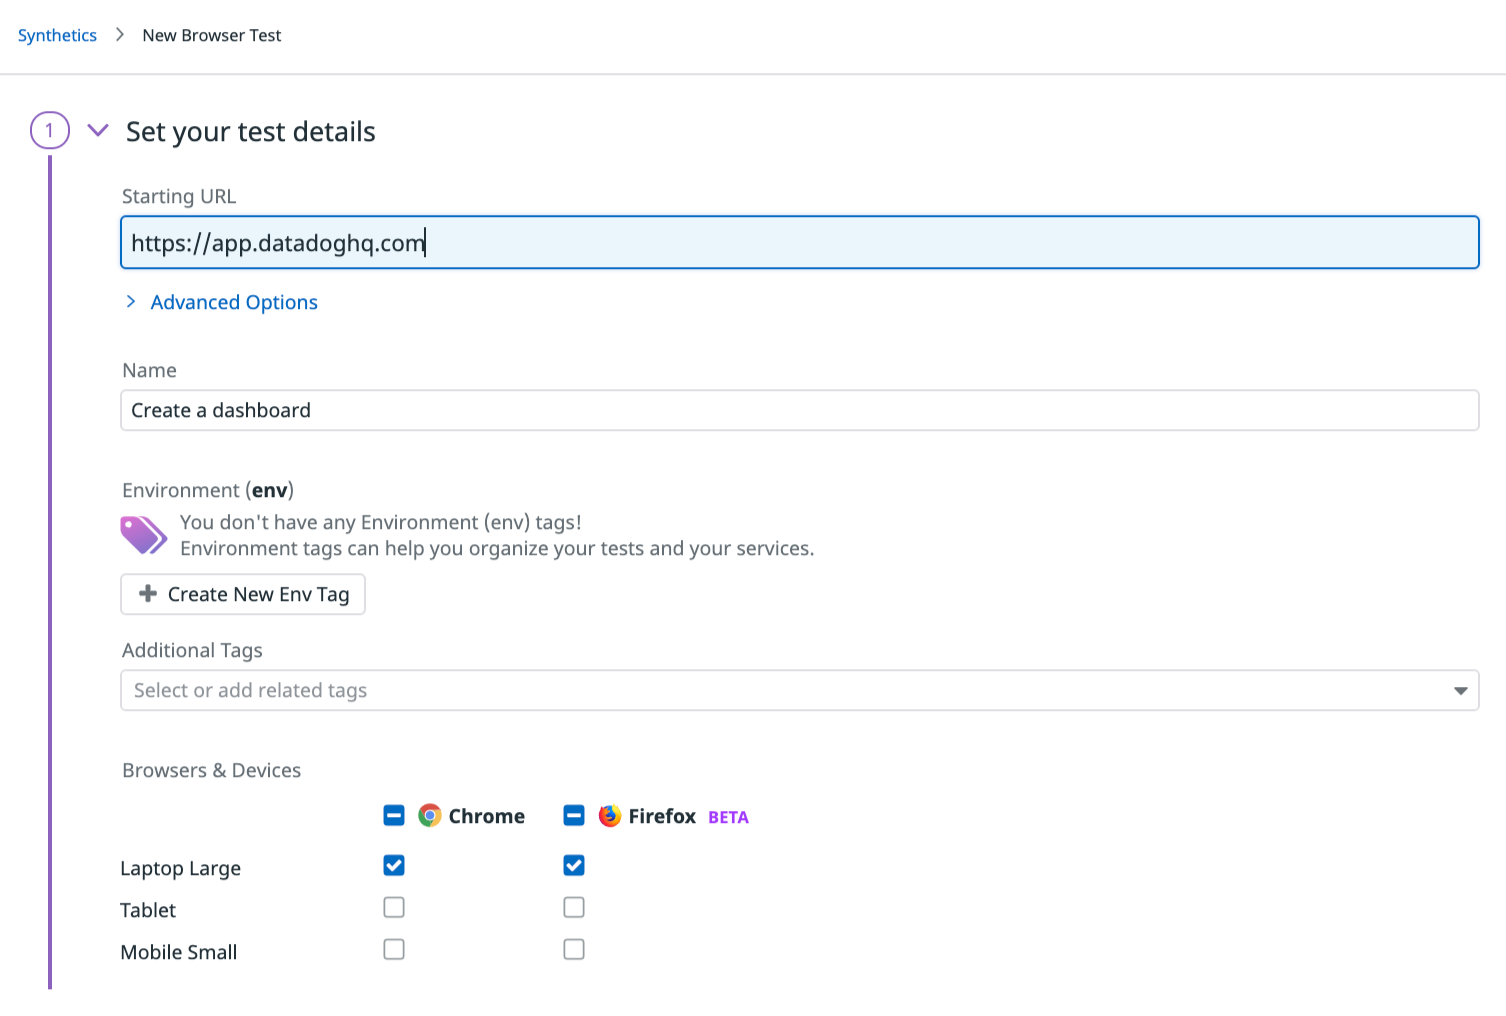 Synthetics > New Browser Test
1 Set your test details
Starting URL
https://app.datadoghq.com
Advanced Options
Name
Create a dashboard
Environment (env)
You don't have any Environment (env) tags!
Environment tags can help you organize your tests and your services.
Create New Env Tag
Additional Tags
Select or add related tags
Browsers & Devices
Chrome Firefox BETA
Laptop Large
Tablet
Mobile Small